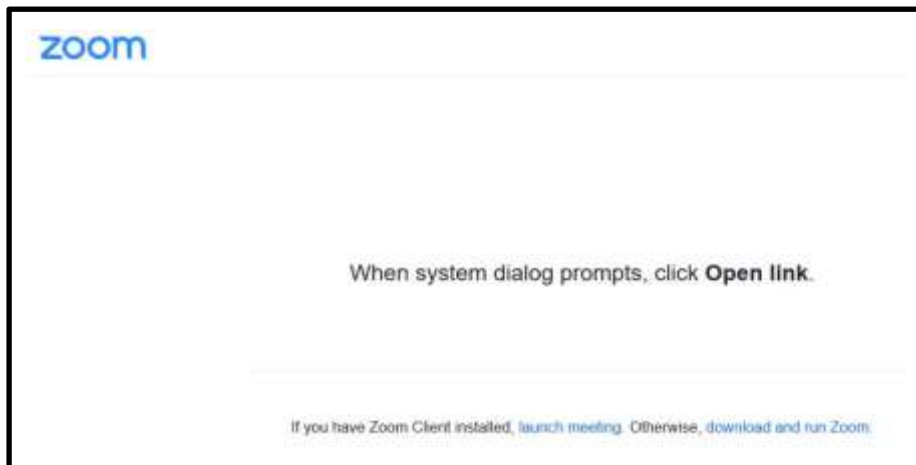 zoom
When system dialog prompts, click Open link.
If you have Zoom Client installed, launch meeting. Otherwise, download and run Zoom.